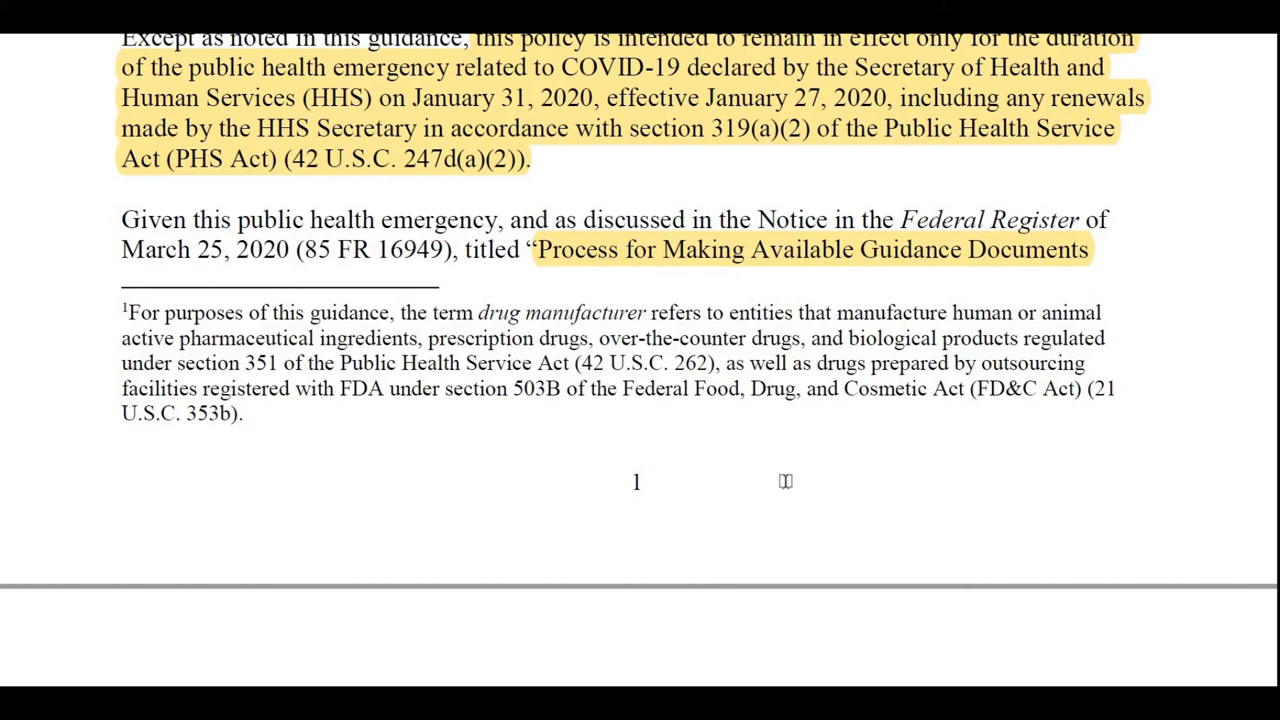 Except as noted in this guidance, this policy is intended to remain in effect only for the duration
of the public health emergency related to COVID-19 declared by the Secretary of Health and
Human Services (HHS) on January 31, 2020, effective January 27, 2020, including any renewals
made by the HHS Secretary in accordance with section 319(a)(2) of the Public Health Service
Act (PHS Act) (42 U.S.C. 247d(a)(2)).
Given this public health emergency, and as discussed in the Notice in the Federal Register of
March 25, 2020 (85 FR 16949), titled “Process for Making Available Guidance Documents
1For purposes of this guidance, the term drug manufacturer refers to entities that manufacture human or animal
active pharmaceutical ingredients, prescription drugs, over-the-counter drugs, and biological products regulated
under section 351 of the Public Health Service Act (42 U.S.C. 262), as well as drugs prepared by outsourcing
facilities registered with FDA under section 503B of the Federal Food, Drug, and Cosmetic Act (FD&C Act) (21
U.S.C. 353b).
1